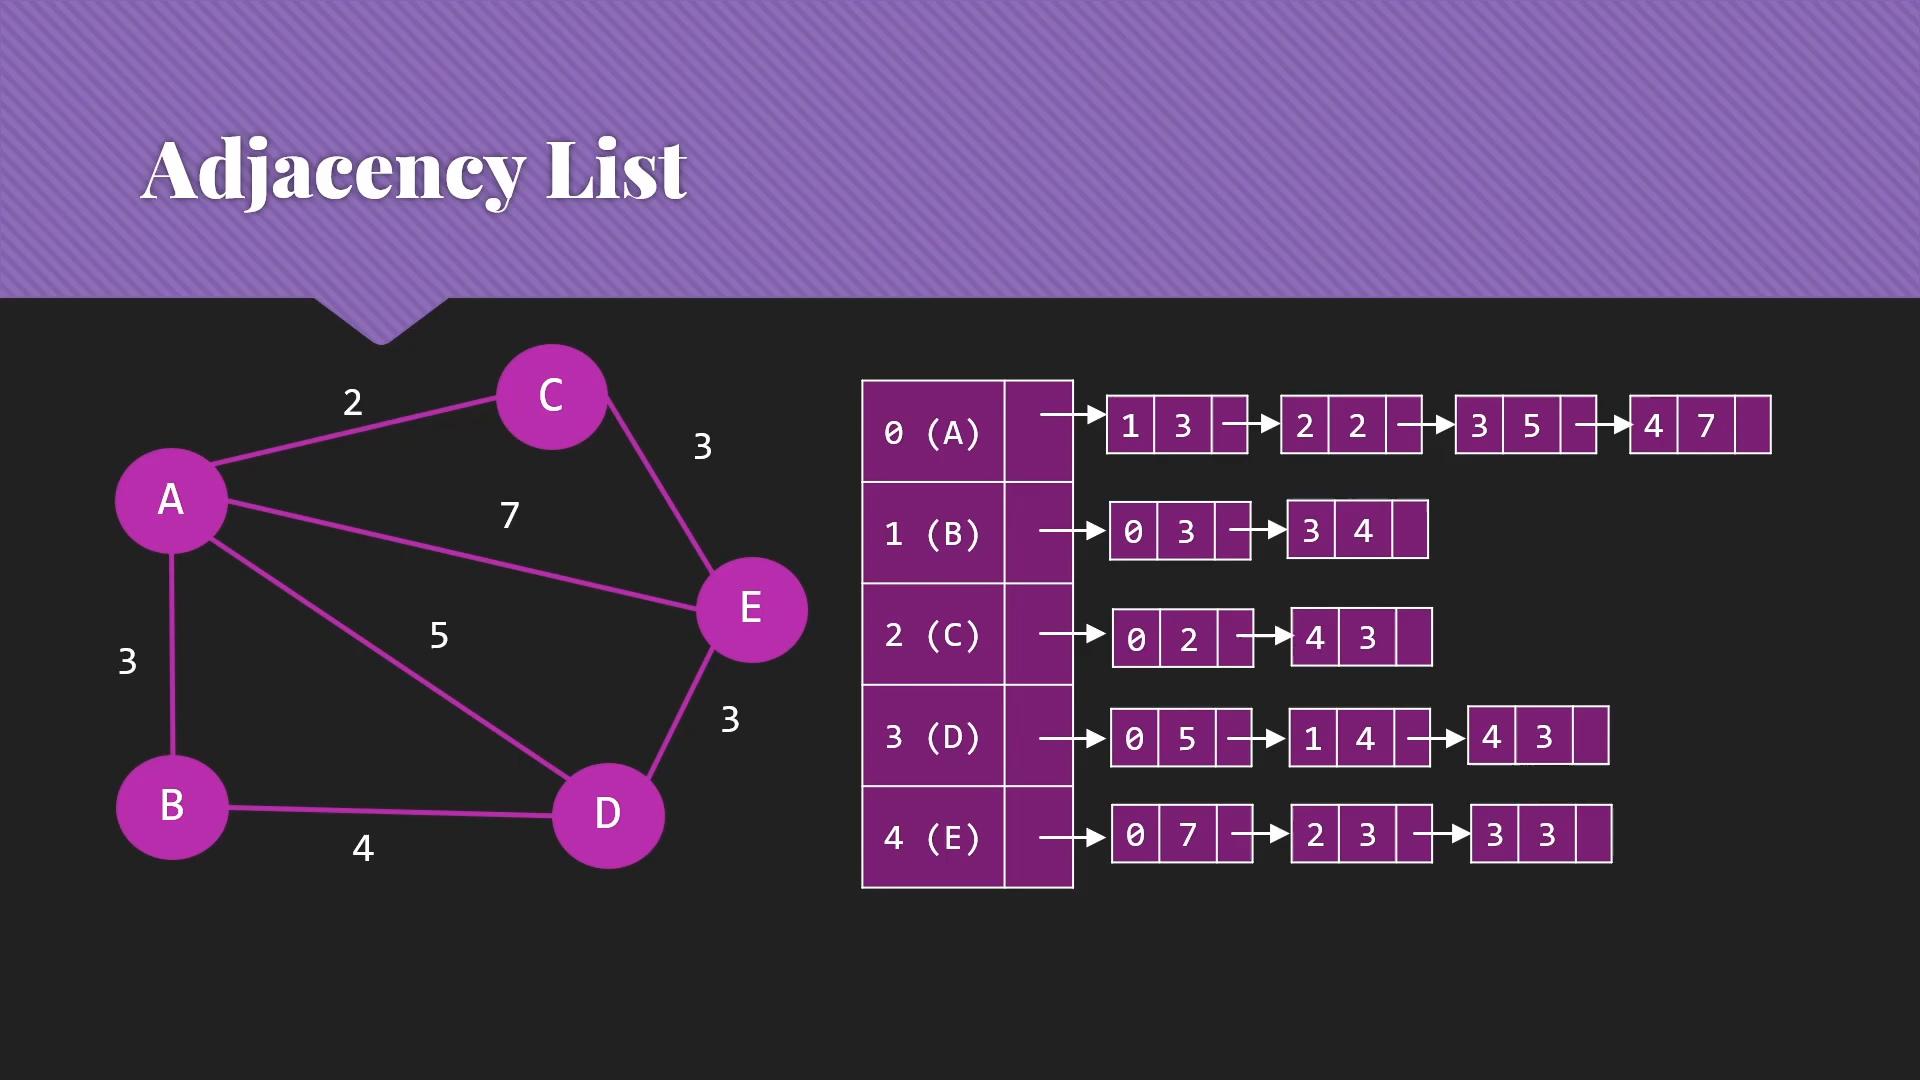 Adjacency List
2
C
3
A
7
E
5
3
3
B
D
4
0 (A) 1 3 2 2 3 5 4 7
1 (B) 0 3 3 4
2 (C) 0 2 4 3
3 (D) 0 5 1 4 4 3
4 (E) 0 7 2 3 3 3